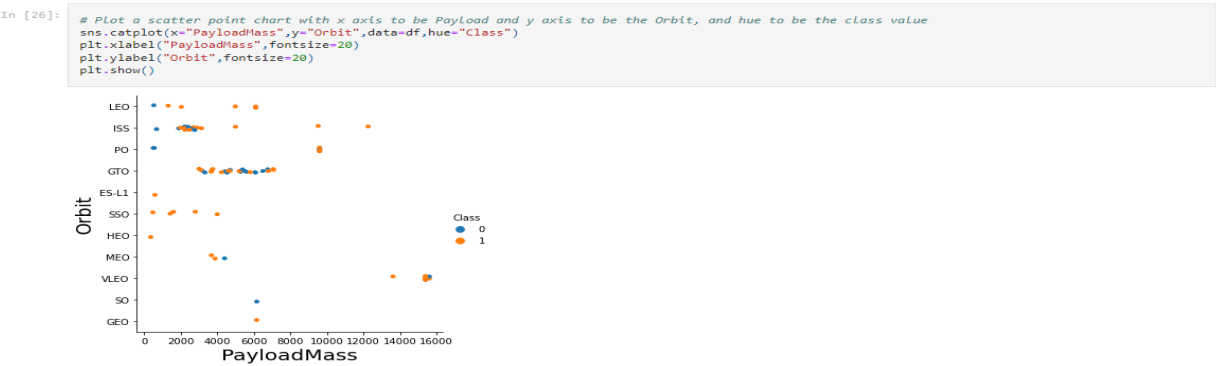 In [26]:
# Plot a scatter point chart with x axis to be Payload and y axis to be the Orbit, and hue to be the class value
sns.catplot(x="PayloadMass",y="Orbit",data=df,hue="Class")
plt.xlabel("PayloadMass",fontsize=20)
plt.ylabel("Orbit",fontsize=20)
plt.show()
LEO
ISS
PO
GTO
ES-L1
SSO
HEO
MEO
VLEO
SO
GEO
Orbit
Class
0
1
0 2000 4000 6000 8000 10000 12000 14000 16000
PayloadMass